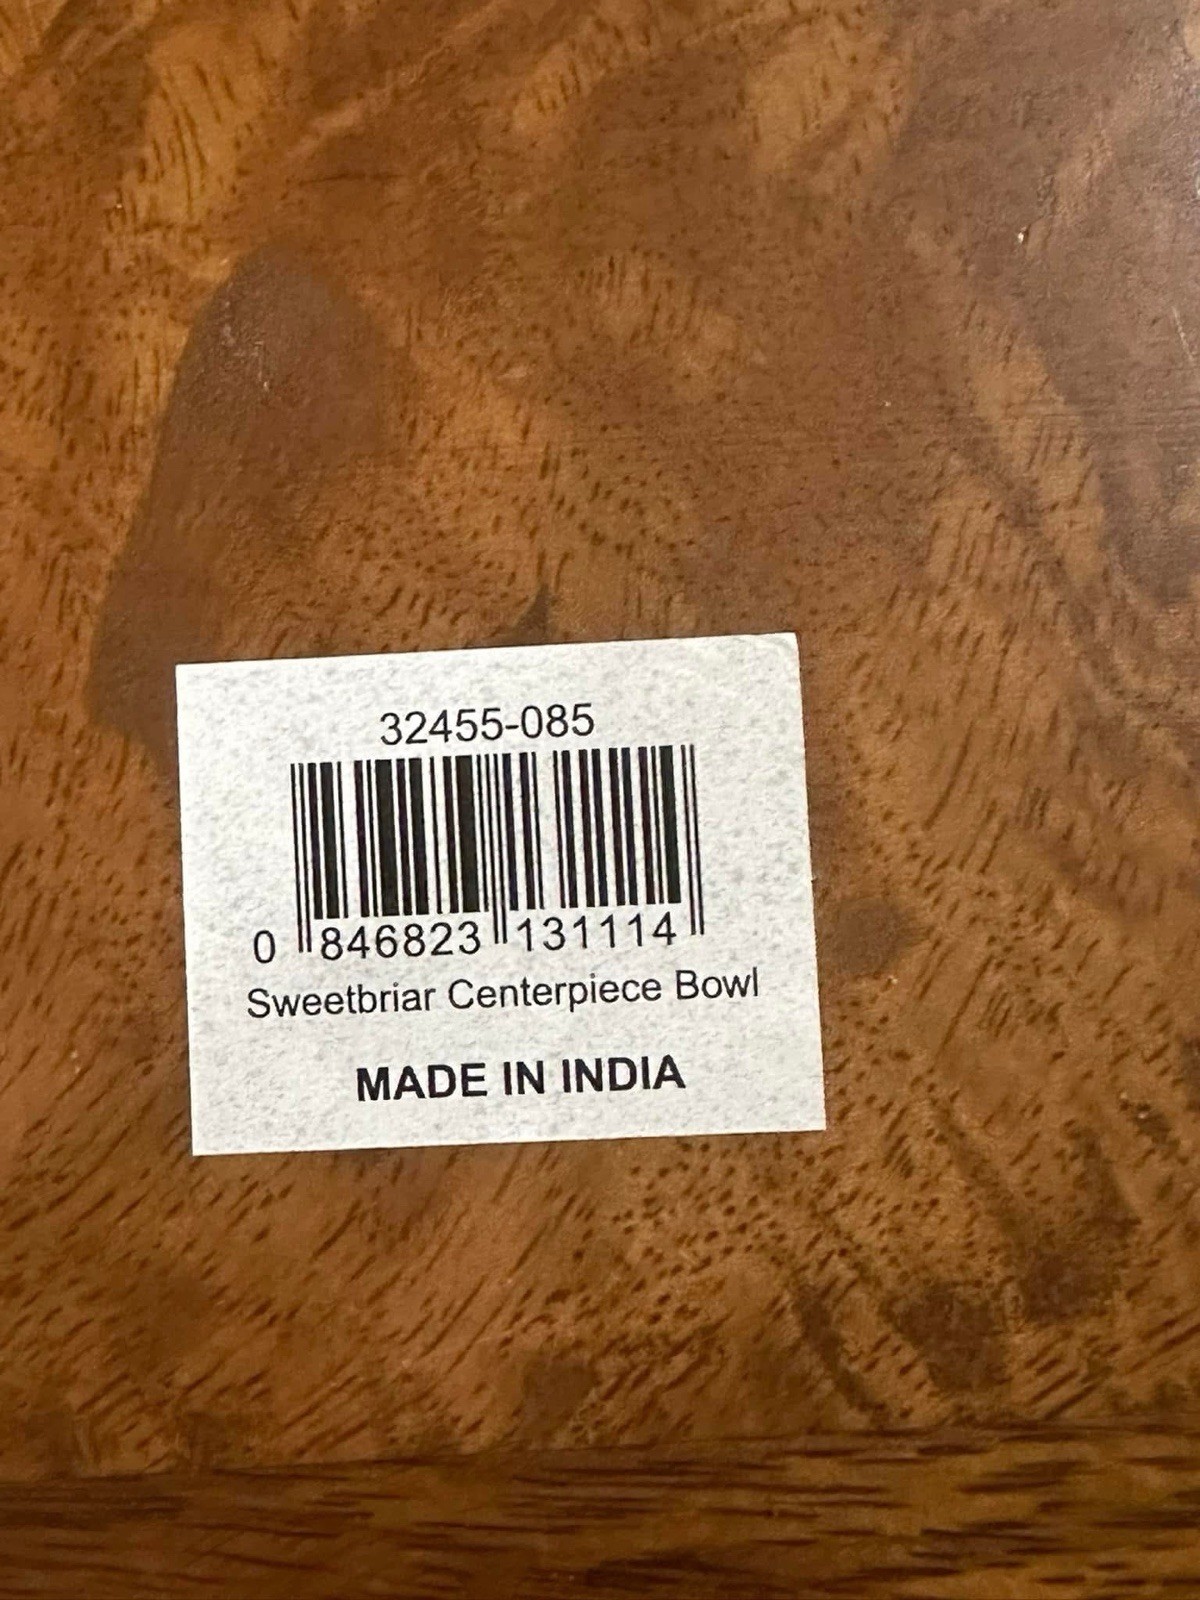 32455-085
0 846823 131114
Sweetbriar Centerpiece Bowl
MADE IN INDIA